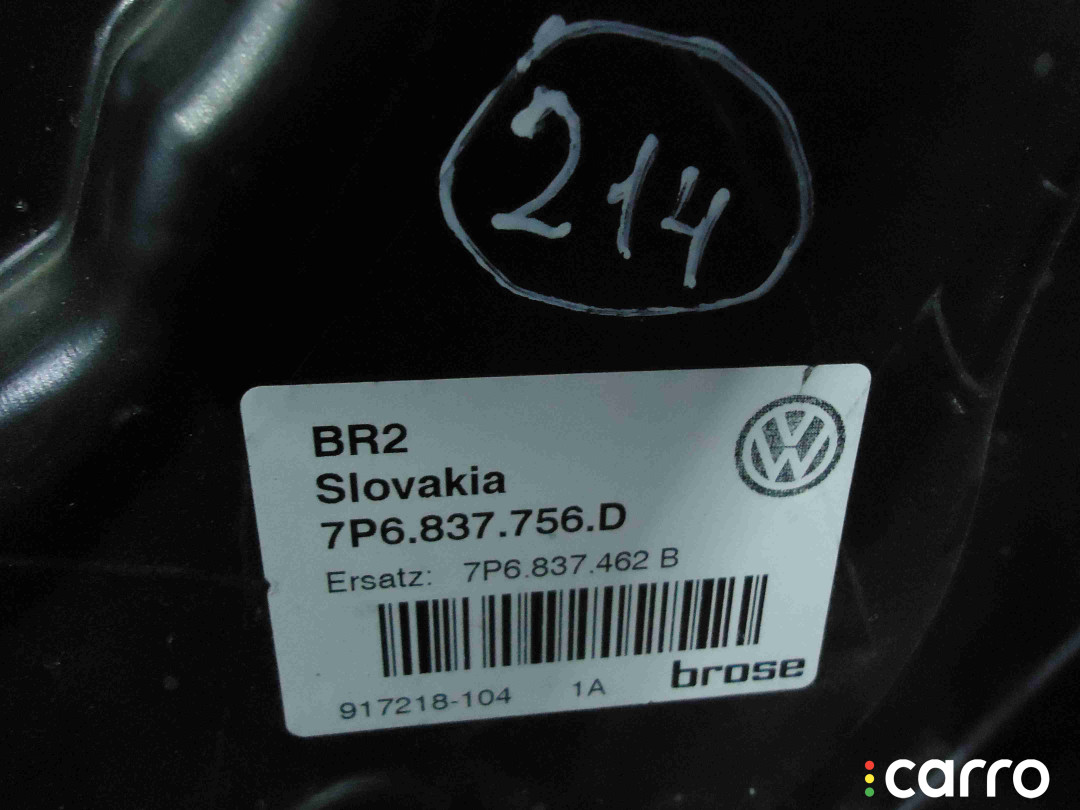 214
BR2
Slovakia
7P6.837.756.D
Ersatz: 7P6.837.462 B
917218-104 1A brose
carro